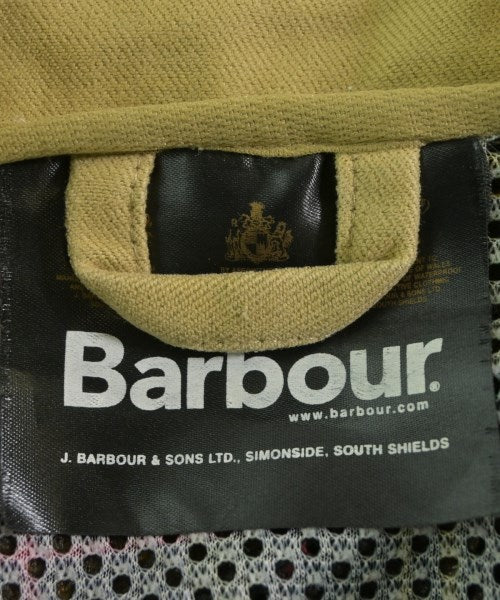 Barbour.
www.barbour.com
J. BARBOUR & SONS LTD., SIMONSIDE, SOUTH SHIELDS